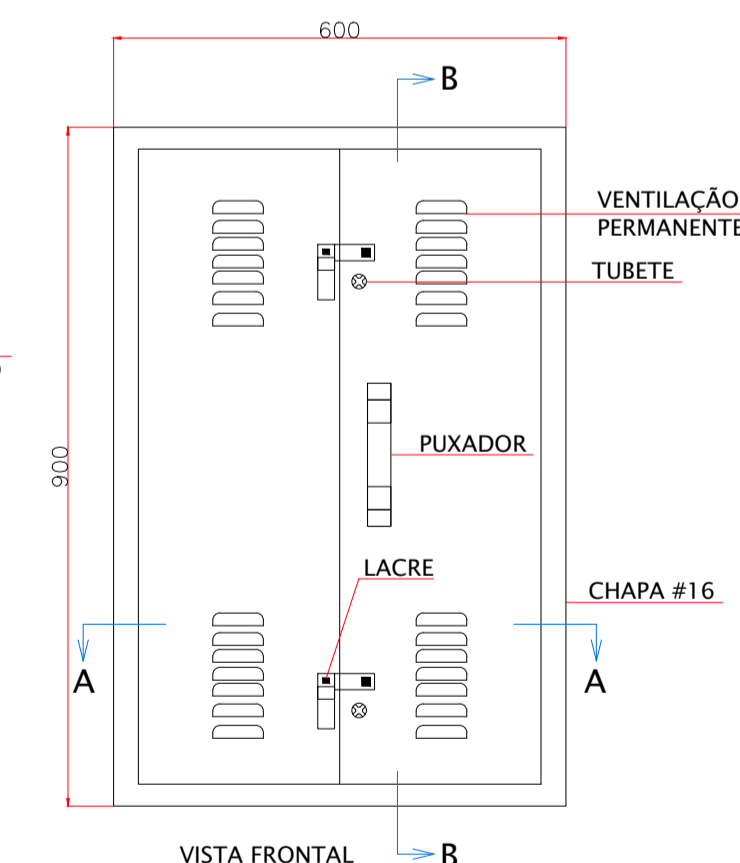 600
B
VENTILAÇÃO
PERMANENTE
TUBETE
900
PUXADOR
LACRE
CHAPA #16
A
A
VISTA FRONTAL
B